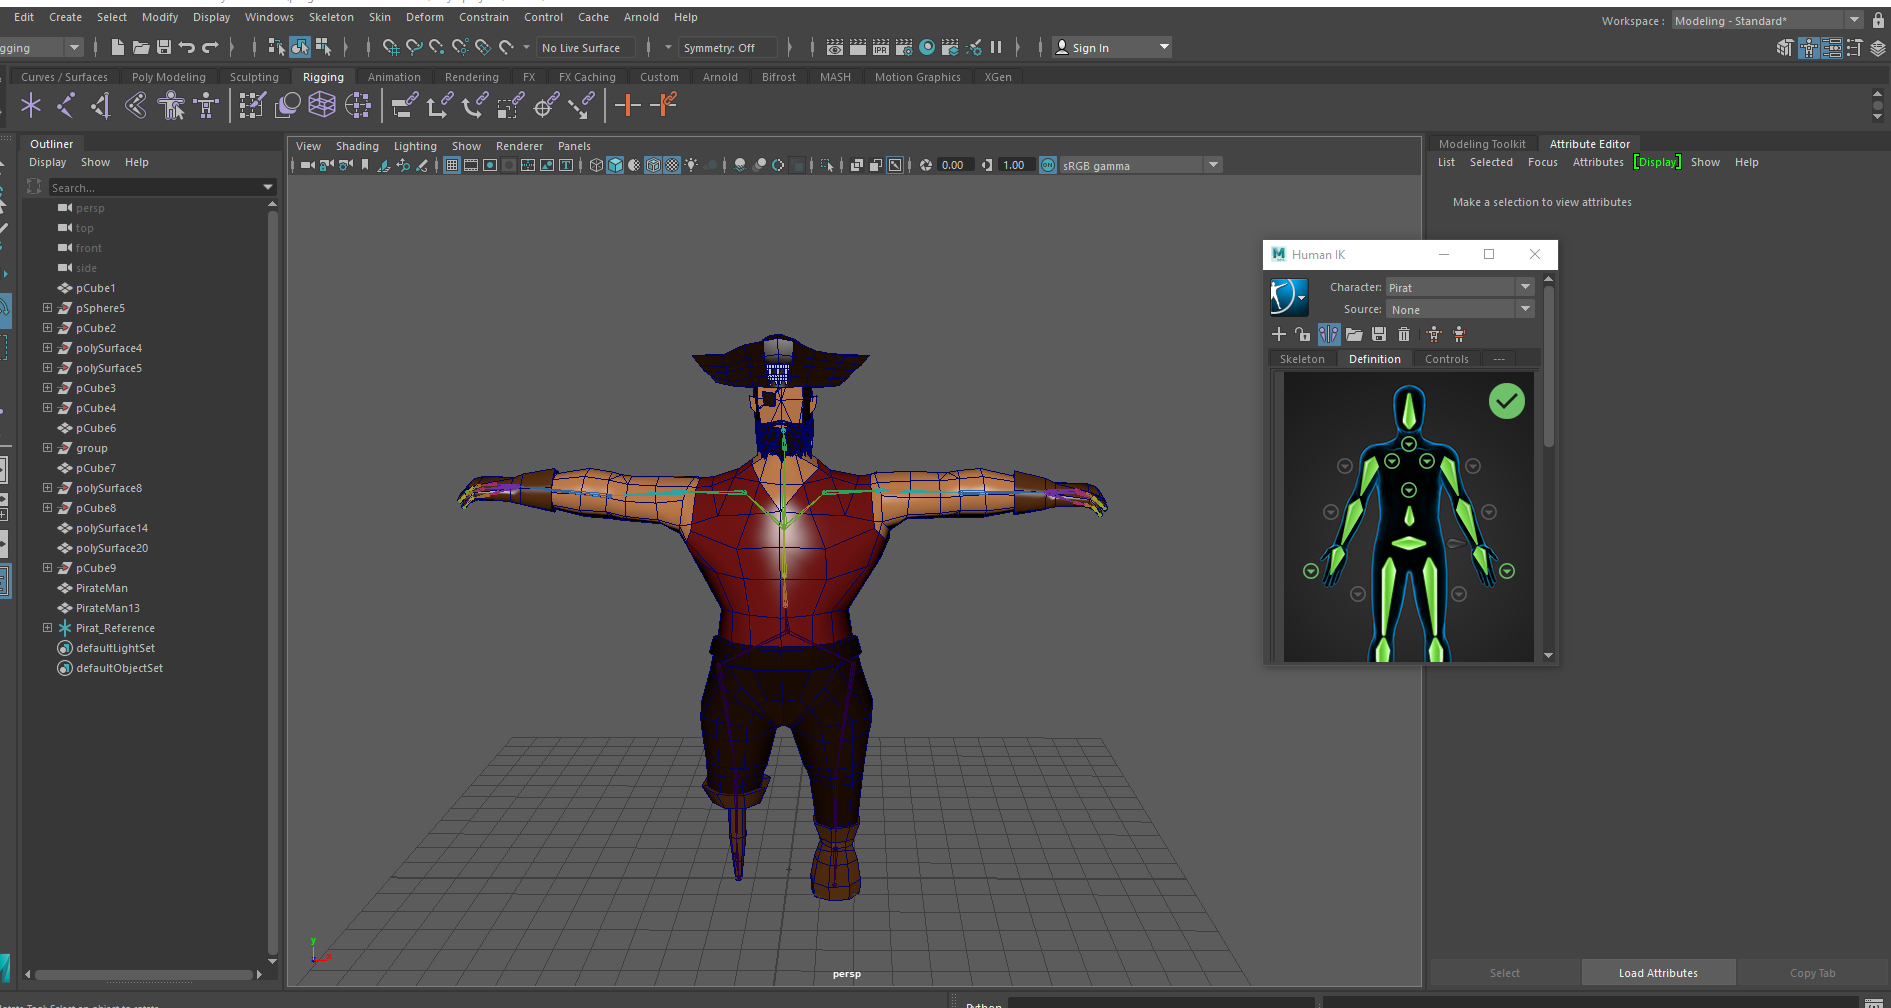 Edit Create Select Modify Display Windows Skeleton Skin Deform Constrain Control Cache Arnold Help
Workspace : Modeling - Standard*
gging No Live Surface Symmetry: Off IPR Sign In
Curves / Surfaces Poly Modeling Sculpting Rigging Animation Rendering FX FX Caching Custom Arnold Bifrost MASH Motion Graphics XGen
Outliner
Display Show Help
Search...
persp
top
front
side
pCube1
pSphere5
pCube2
polySurface4
polySurface5
pCube3
pCube4
pCube6
group
pCube7
polySurface8
pCube8
polySurface14
polySurface20
pCube9
PirateMan
PirateMan13
Pirat_Reference
defaultLightSet
defaultObjectSet
View Shading Lighting Show Renderer Panels
0.00 1.00 ON sRGB gamma
y
x
persp
Modeling Toolkit Attribute Editor
List Selected Focus Attributes Display Show Help
Make a selection to view attributes
M Human IK
Character: Pirat
Source: None
Skeleton Definition Controls ---
Select Load Attributes Copy Tab
Python